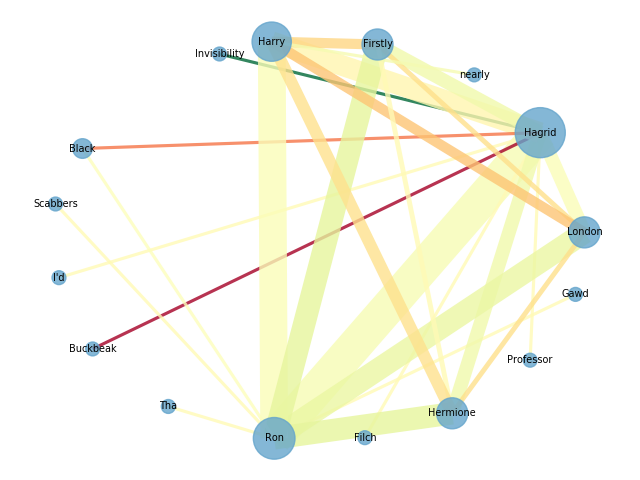 Harry
Firstly
Invisibility
nearly
Hagrid
Black
Scabbers
London
I'd
Gawd
Buckbeak
Professor
Tha
Hermione
Ron
Filch